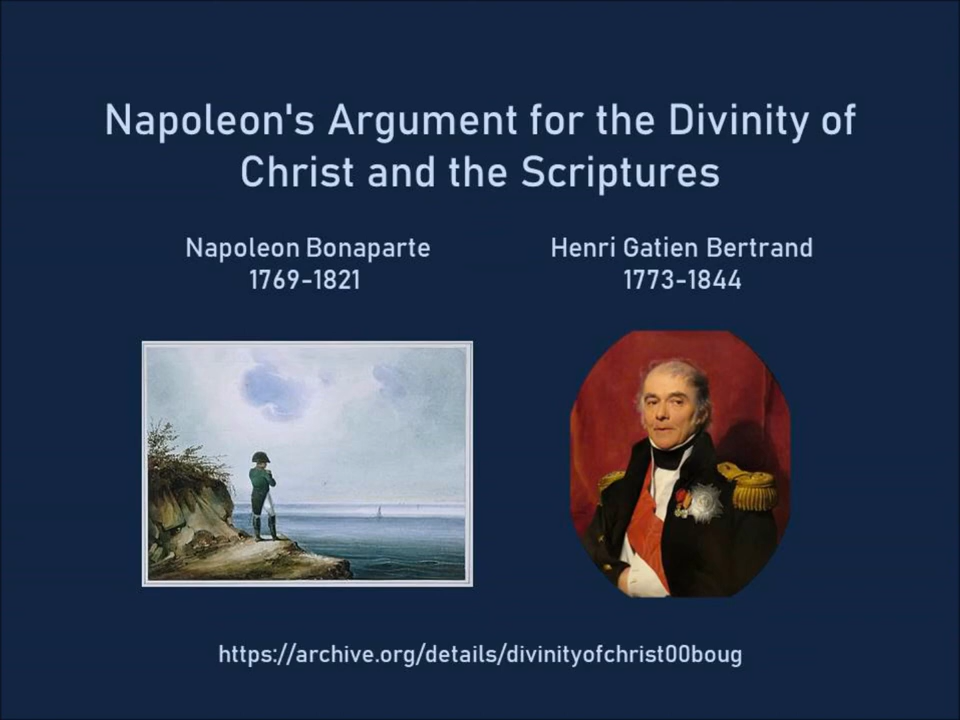 Napoleon's Argument for the Divinity of
Christ and the Scriptures
Napoleon Bonaparte
1769-1821
Henri Gatien Bertrand
1773-1844
https://archive.org/details/divinityofchrist00boug